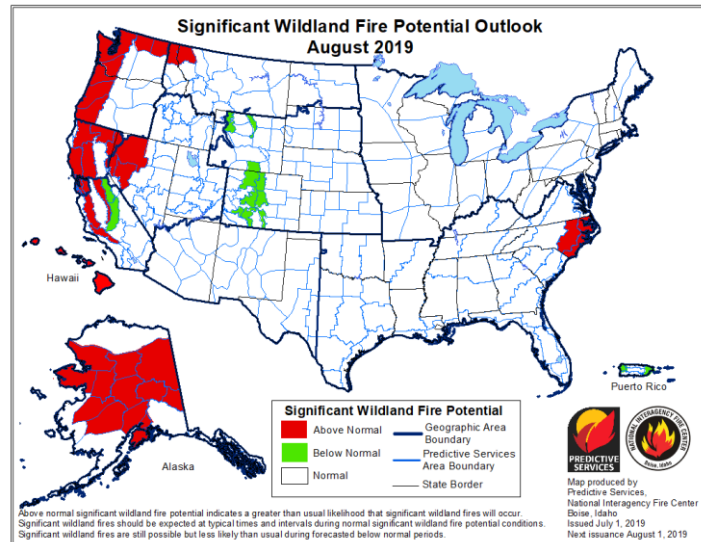 Significant Wildland Fire Potential Outlook
August 2019
Hawaii
Alaska
Puerto Rico
Significant Wildland Fire Potential
Above Normal
Below Normal
Normal
Geographic Area
Boundary
Predictive Services
Area Boundary
State Border
PREDICTIVE
SERVICES
NATIONAL INTERAGENCY FIRE CENTER
Boise, Idaho
Map produced by
Predictive Services,
National Interagency Fire Center
Boise, Idaho
Issued July 1, 2019
Next issuance August 1, 2019
Above normal significant wildland fire potential indicates a greater than usual likelihood that significant wildland fires will occur.
Significant wildland fires should be expected at typical times and intervals during normal significant wildland fire potential conditions.
Significant wildland fires are still possible but less likely than usual during forecasted below normal periods.